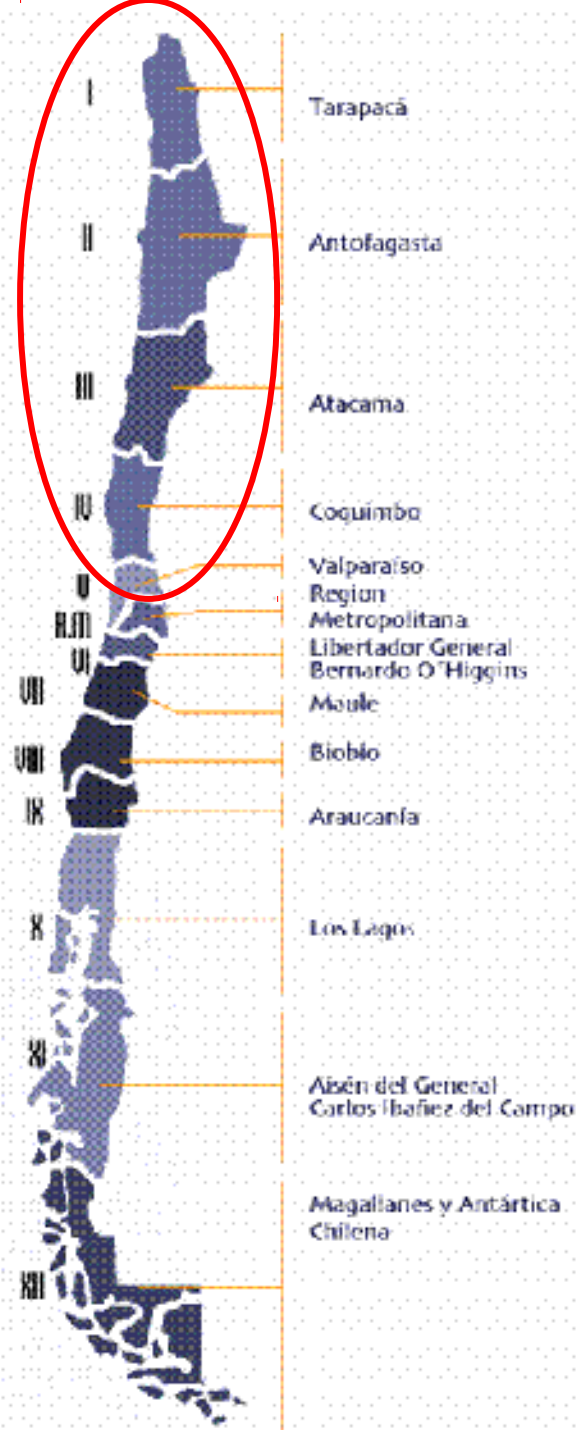 I
Tarapacá
II
Antofagasta
III
Atacama
IV
Coquimbo
V
Valparaíso
Region
Metropolitana
R.M
Libertador General
Bernardo O´Higgins
VI
VII
Maule
VIII
Biobio
IX
Araucanía
X
Los Lagos
XI
Aisén del General
Carlos Ibañez del Campo
Magallanes y Antártica
Chilena
XII